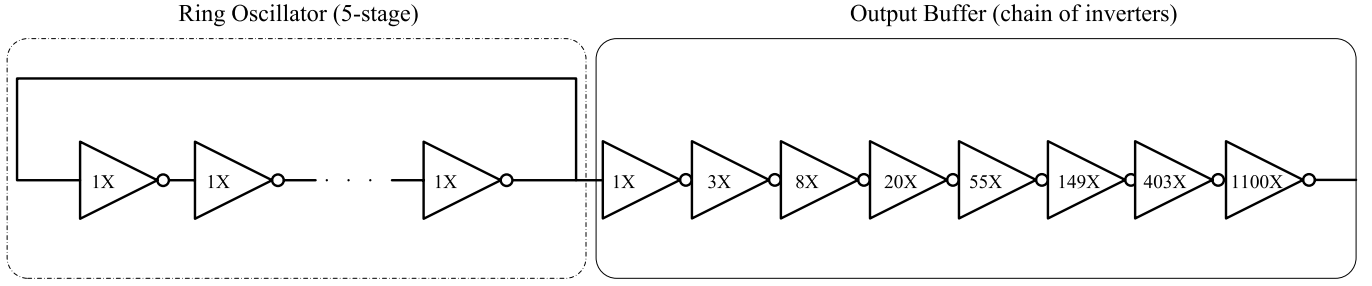 Ring Oscillator (5-stage)
Output Buffer (chain of inverters)
1X 1X . . . 1X 1X 3X 8X 20X 55X 149X 403X 1100X